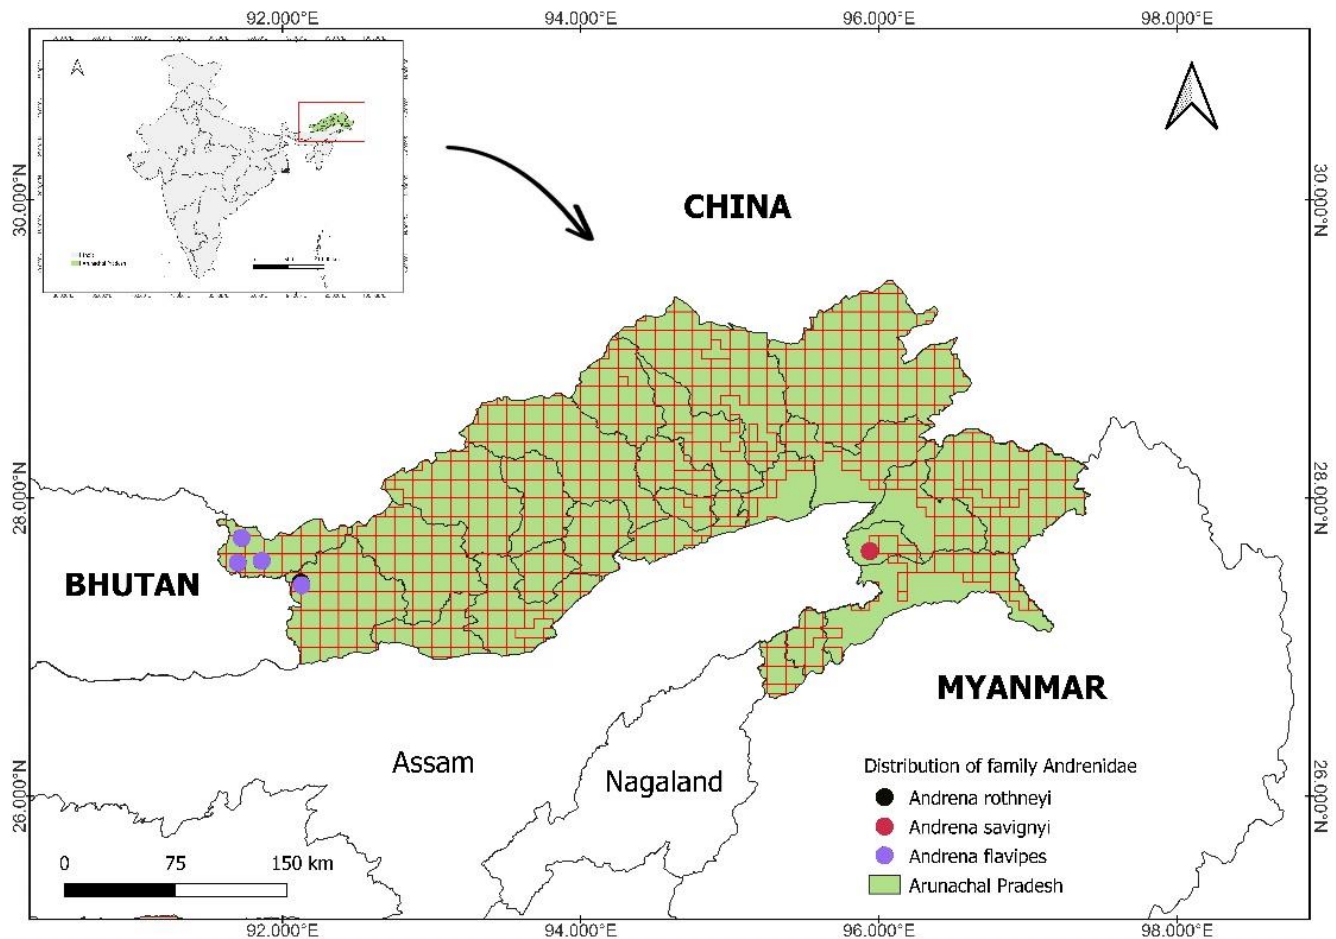 92.000°E 94.000°E 96.000°E 98.000°E
30.000°N
30.000°N
CHINA
Arunachal Pradesh
28.000°N
28.000°N
BHUTAN
MYANMAR
Assam
Nagaland
26.000°N
26.000°N
Distribution of family Andrenidae
Andrena rothneyi
Andrena savignyi
Andrena flavipes
Arunachal Pradesh
0 75 150 km
92.000°E 94.000°E 96.000°E 98.000°E